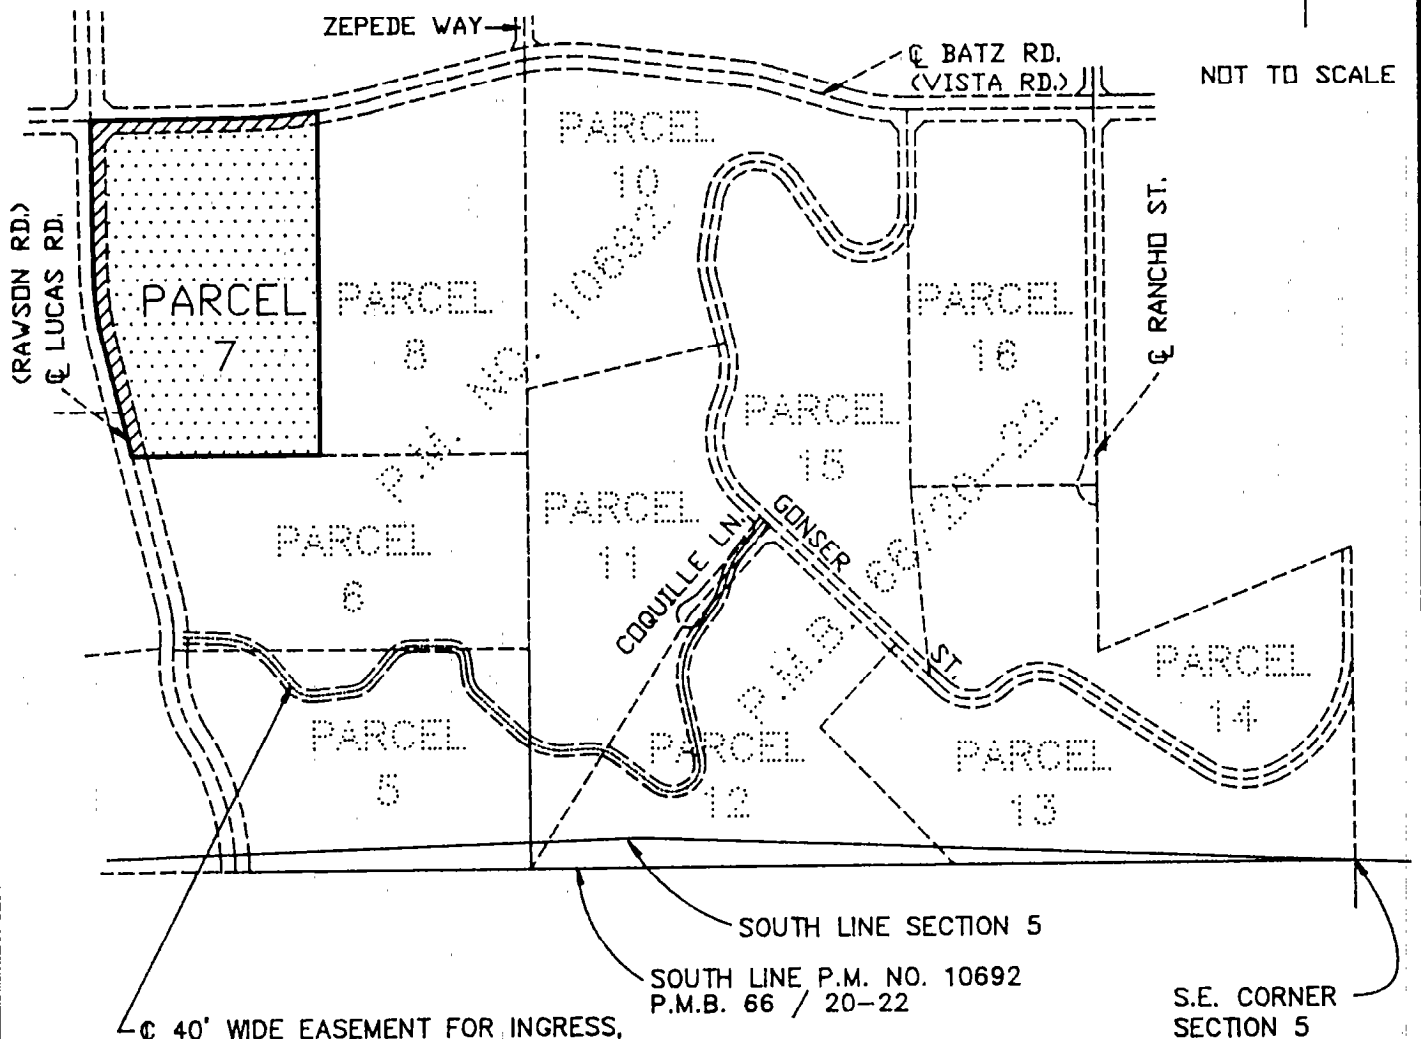 ZEPEDE WAY
℄ BATZ RD.
(VISTA RD.)
NOT TO SCALE
PARCEL
10
(RAWSON RD.)
℄ LUCAS RD.
PARCEL
7
PARCEL
8
P.M. NO. 10692
PARCEL
16
℄ RANCHO ST.
PARCEL
15
PARCEL
11
PARCEL
6
COQUILLE LN.
GONSER ST.
P.M.B. 66/20-22
PARCEL
14
PARCEL
5
PARCEL
12
PARCEL
13
SOUTH LINE SECTION 5
SOUTH LINE P.M. NO. 10692
P.M.B. 66 / 20-22
S.E. CORNER
SECTION 5
℄ 40' WIDE EASEMENT FOR INGRESS,